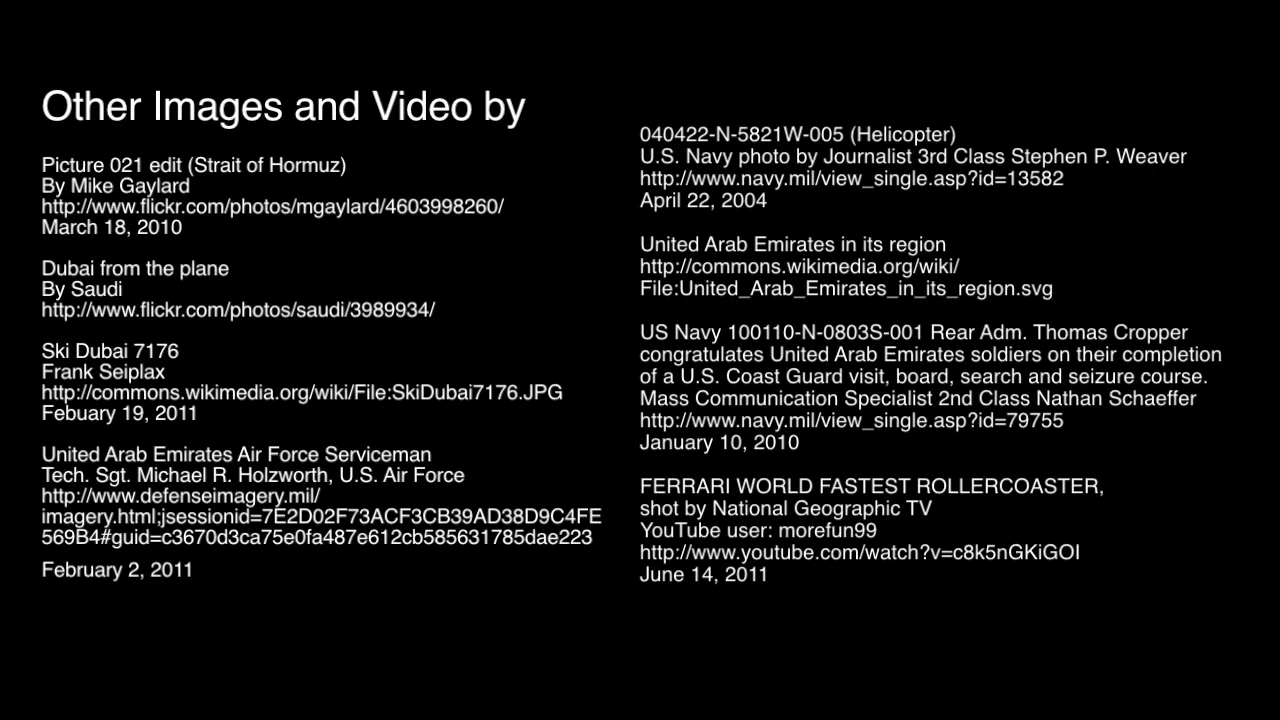 Other Images and Video by
Picture 021 edit (Strait of Hormuz)
By Mike Gaylard
http://www.flickr.com/photos/mgaylard/4603998260/
March 18, 2010
Dubai from the plane
By Saudi
http://www.flickr.com/photos/saudi/3989934/
Ski Dubai 7176
Frank Seiplax
http://commons.wikimedia.org/wiki/File:SkiDubai7176.JPG
Febuary 19, 2011
United Arab Emirates Air Force Serviceman
Tech. Sgt. Michael R. Holzworth, U.S. Air Force
http://www.defenseimagery.mil/
imagery.html;jsessionid=7E2D02F73ACF3CB39AD38D9C4FE
569B4#guid=c3670d3ca75e0fa487e612cb585631785dae223
February 2, 2011
040422-N-5821W-005 (Helicopter)
U.S. Navy photo by Journalist 3rd Class Stephen P. Weaver
http://www.navy.mil/view_single.asp?id=13582
April 22, 2004
United Arab Emirates in its region
http://commons.wikimedia.org/wiki/
File:United_Arab_Emirates_in_its_region.svg
US Navy 100110-N-0803S-001 Rear Adm. Thomas Cropper
congratulates United Arab Emirates soldiers on their completion
of a U.S. Coast Guard visit, board, search and seizure course.
Mass Communication Specialist 2nd Class Nathan Schaeffer
http://www.navy.mil/view_single.asp?id=79755
January 10, 2010
FERRARI WORLD FASTEST ROLLERCOASTER,
shot by National Geographic TV
YouTube user: morefun99
http://www.youtube.com/watch?v=c8k5nGKiGOI
June 14, 2011